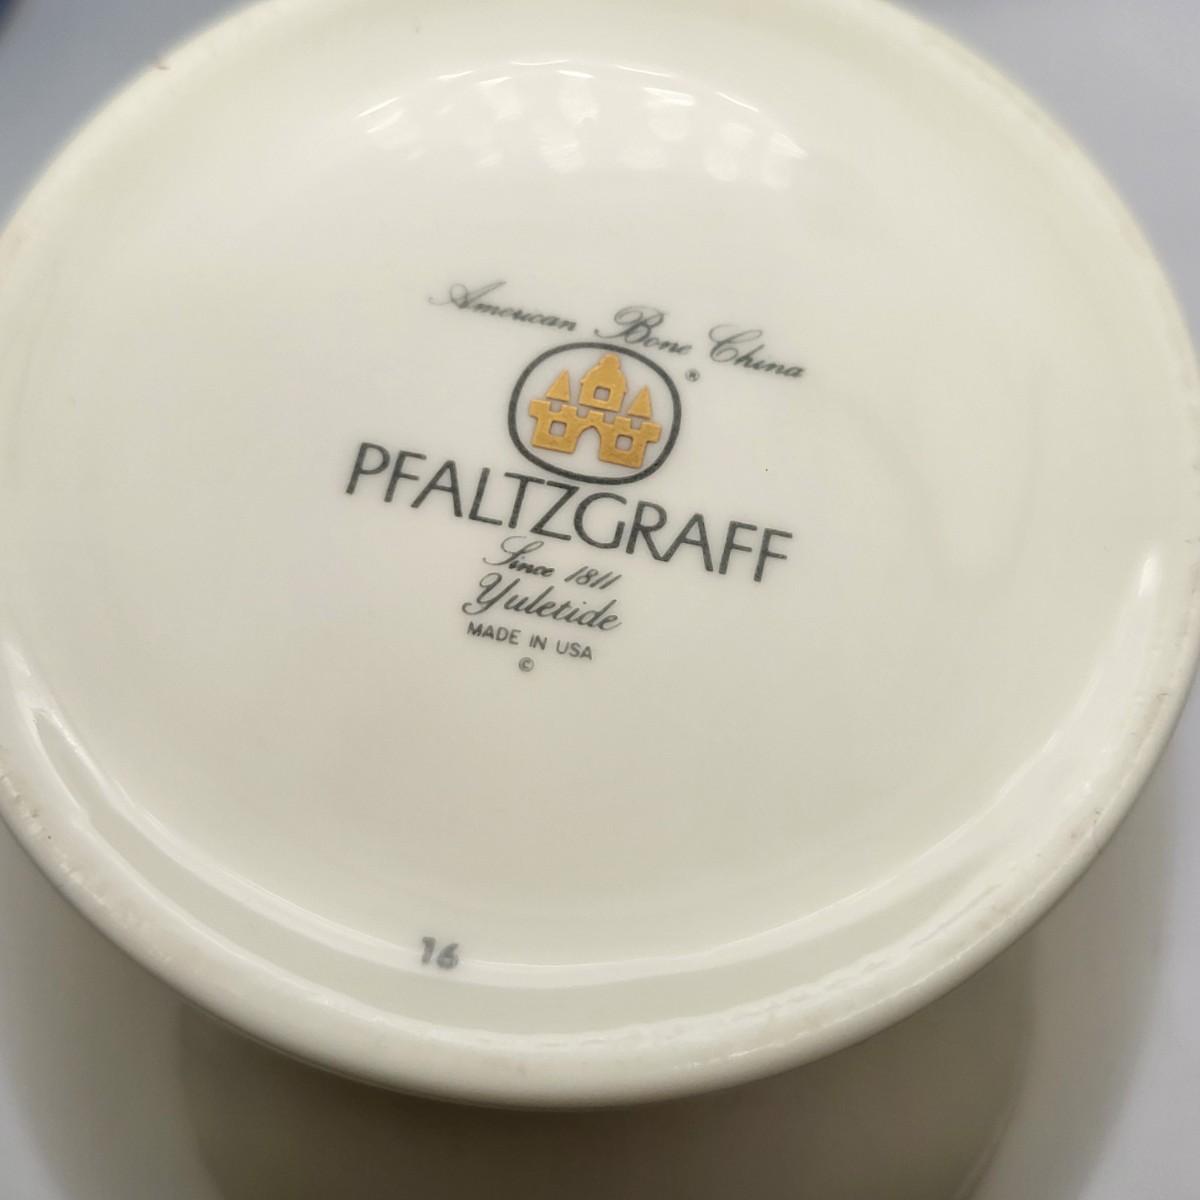 American Bone China
®
PFALTZGRAFF
Since 1811
Yuletide
MADE IN USA
©
16